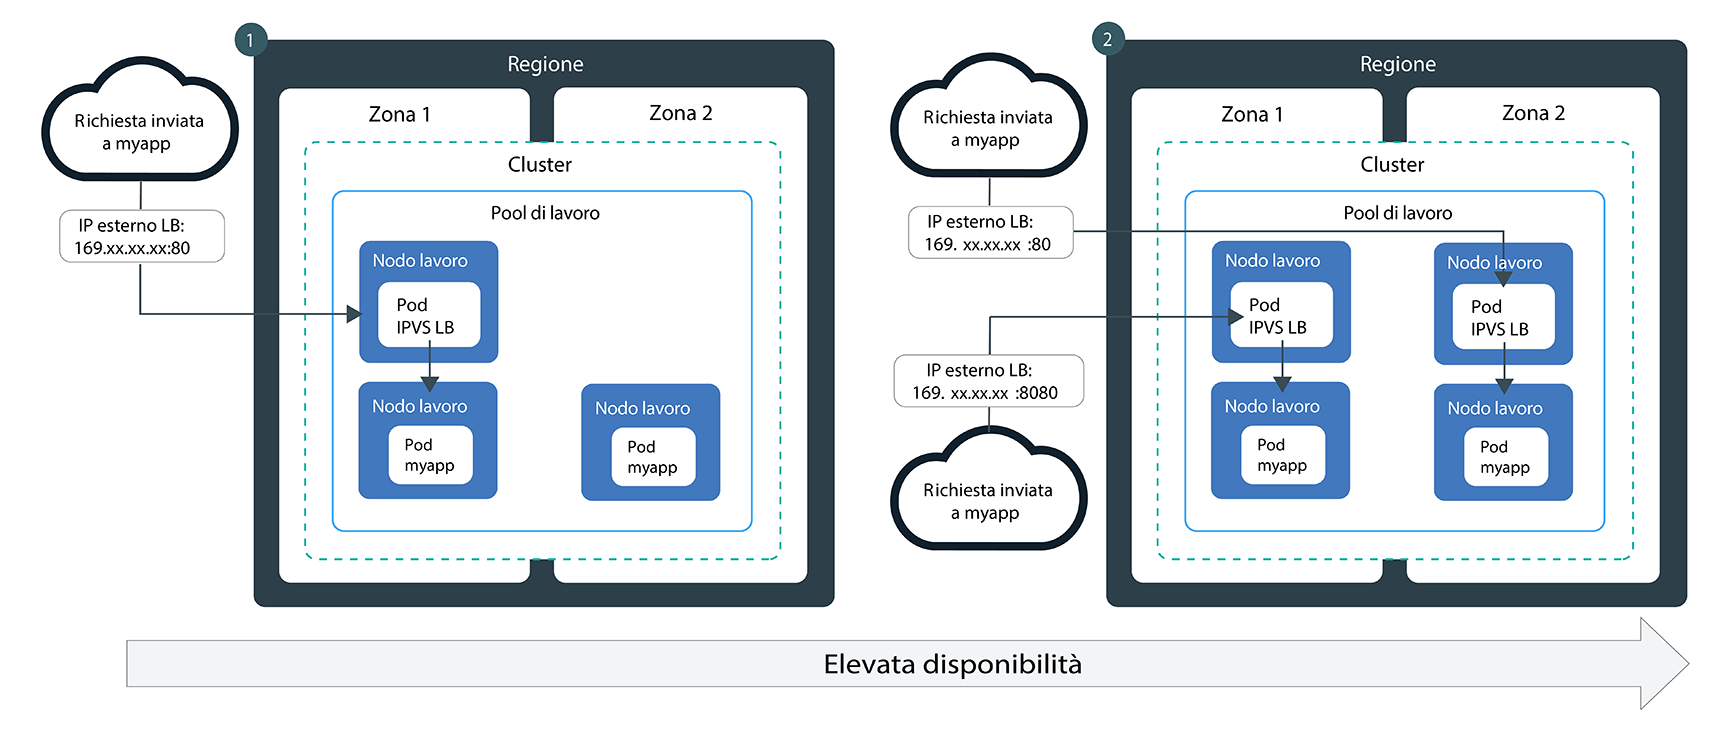 1
Regione
Zona 1
Zona 2
Richiesta inviata
a myapp
Cluster
Pool di lavoro
IP esterno LB:
169.xx.xx.xx:80
Nodo lavoro
Pod
IPVS LB
Nodo lavoro
Pod
myapp
Nodo lavoro
Pod
myapp
2
Regione
Zona 1
Zona 2
Richiesta inviata
a myapp
Cluster
Pool di lavoro
IP esterno LB:
169. xx.xx.xx :80
Nodo lavoro
Pod
IPVS LB
Nodo lavoro
Pod
IPVS LB
IP esterno LB:
169. xx.xx.xx :8080
Nodo lavoro
Pod
myapp
Nodo lavoro
Pod
myapp
Richiesta inviata
a myapp
Elevata disponibilità